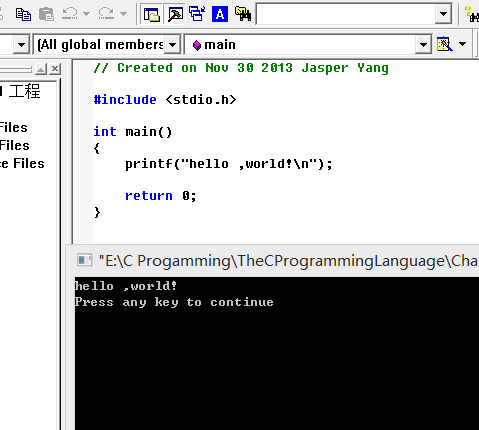 (All global members
main
工程
Files
Files
ce Files
// Created on Nov 30 2013 Jasper Yang
#include <stdio.h>
int main()
{
printf("hello ,world!\n");
return 0;
}
"E:\C Progamming\TheCProgrammingLanguage\Cha
hello ,world!
Press any key to continue